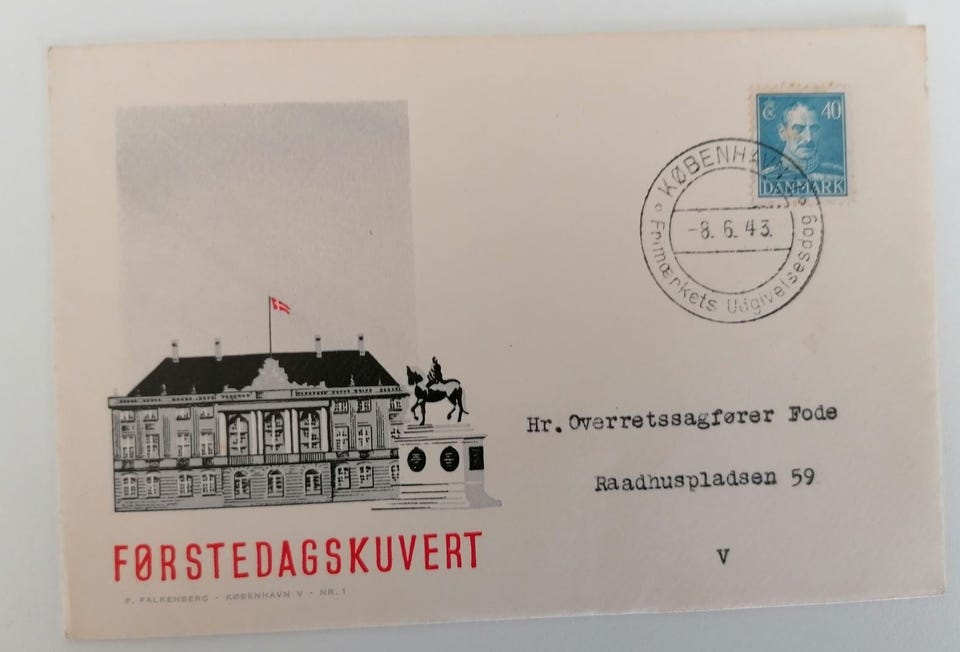 40
DANMARK
KØBENHAVN
-8. 6. 43.
Frimærkets Udgivelsesdag
Hr. Overretssagfører Fode
Raadhuspladsen 59
V
FØRSTEDAGSKUVERT
F. FALKENBERG - KØBENHAVN V - NR. 1